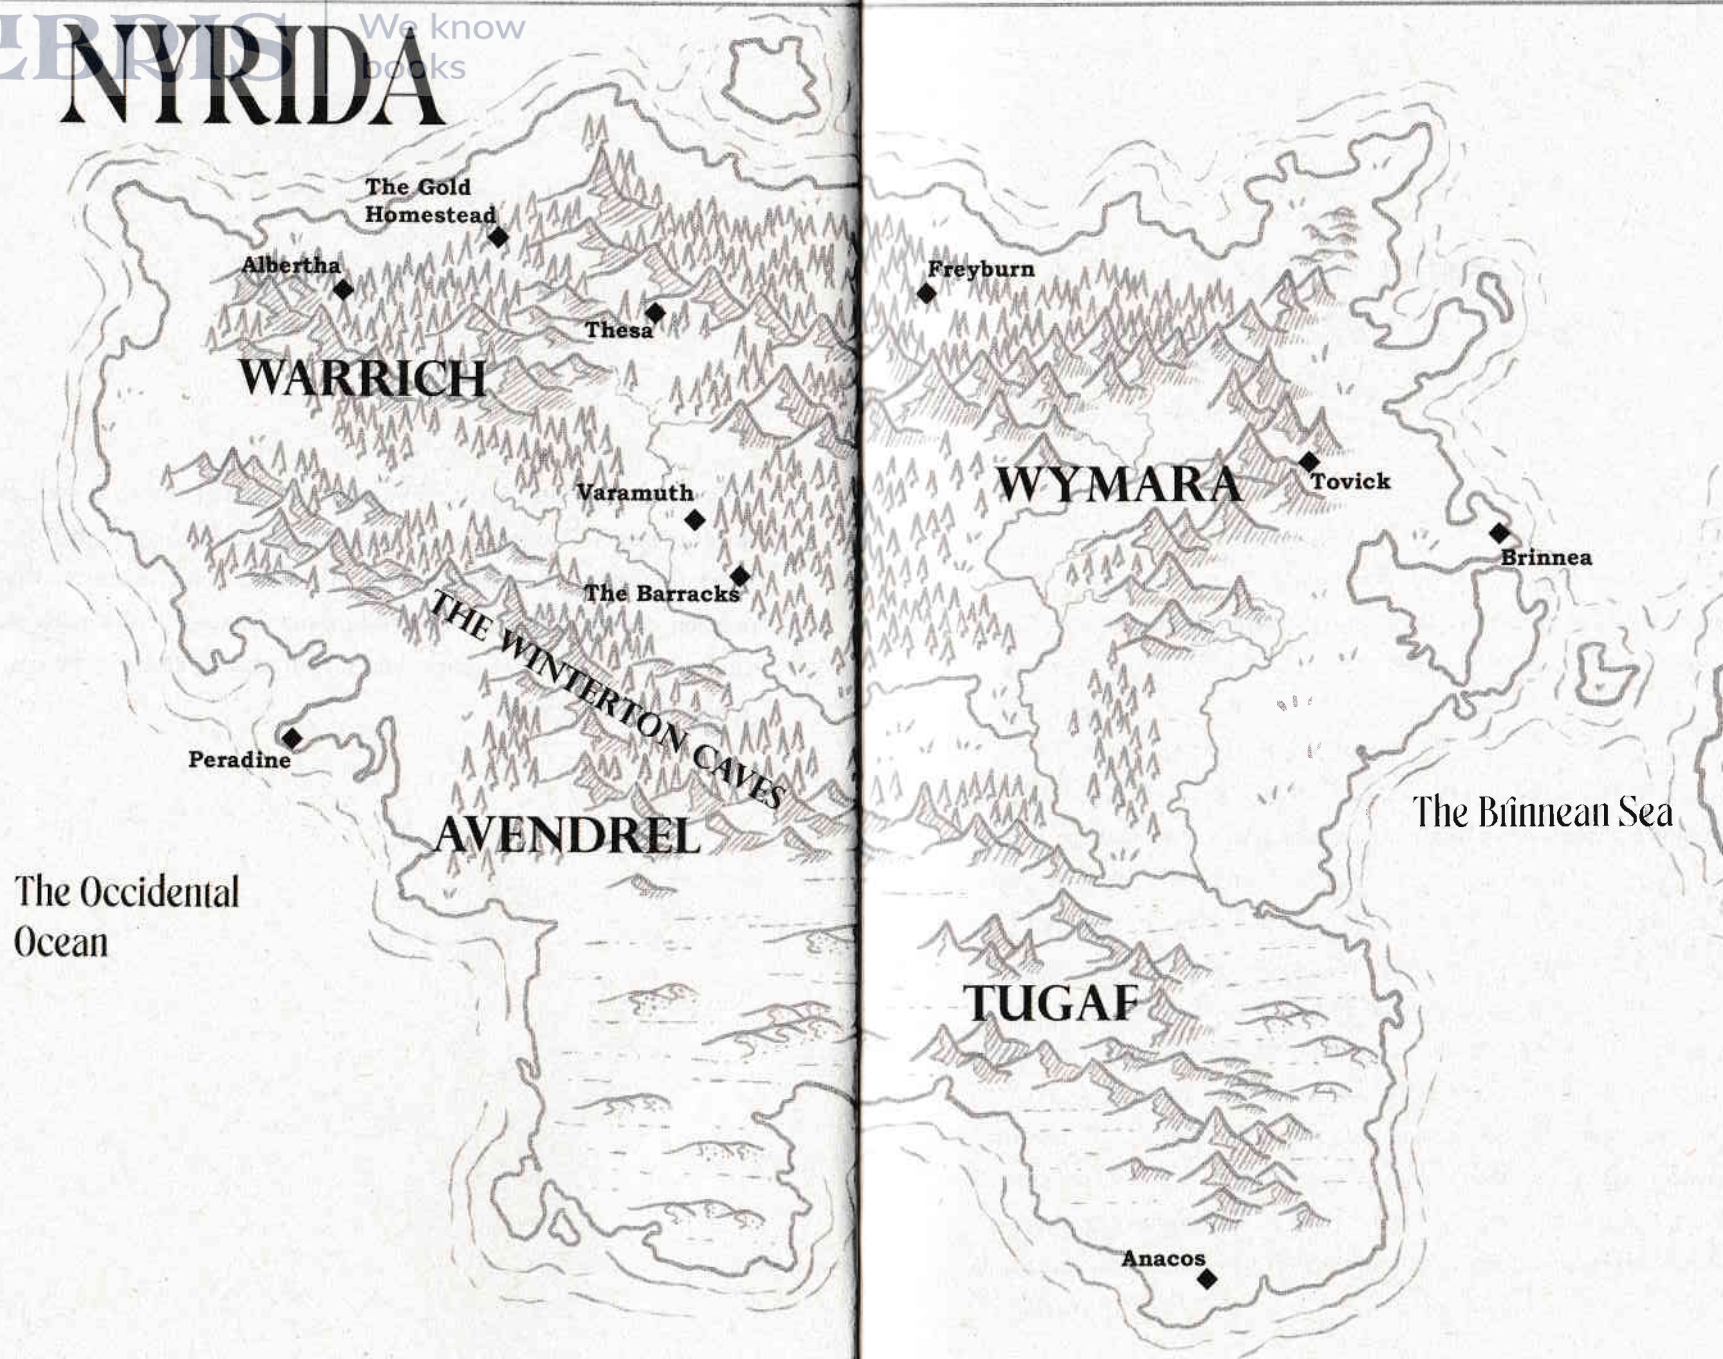 NYRIDA
LIBRIS
We know
books
The Gold
Homestead
Albertha
Freyburn
Thesa
WARRICH
Varamuth
WYMARA
Tovick
Brinnea
The Barracks
THE WINTERTON CAVES
Peradine
AVENDREL
The Brinnean Sea
The Occidental
Ocean
TUGAF
Anacos